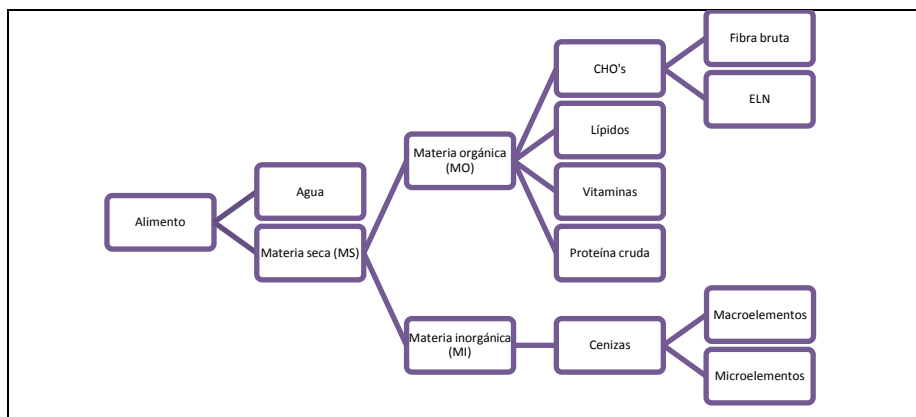 Fibra bruta
CHO's
ELN
Lípidos
Materia orgánica
(MO)
Vitaminas
Agua
Alimento
Proteína cruda
Materia seca (MS)
Macroelementos
Materia inorgánica
(MI)
Cenizas
Microelementos